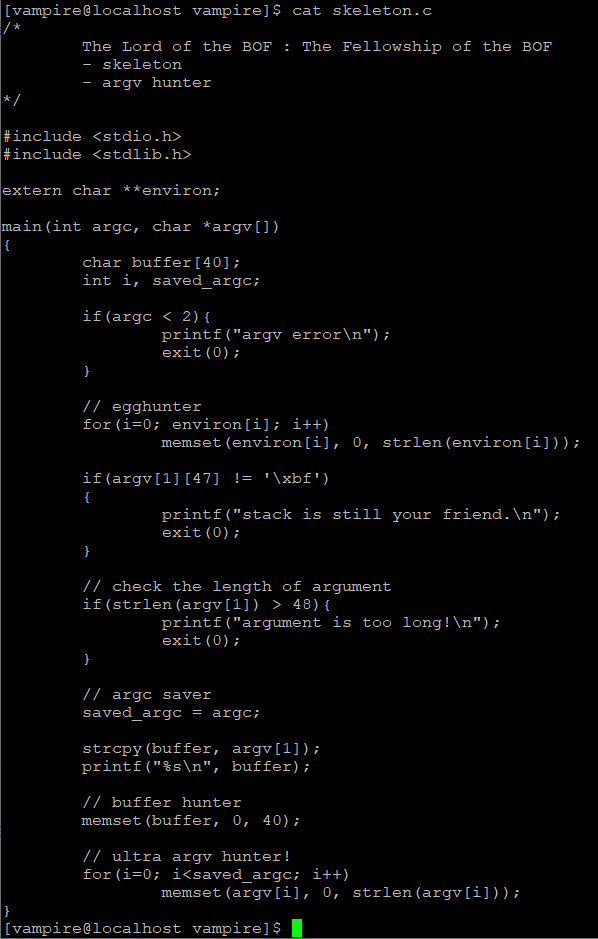 [vampire@localhost vampire]$ cat skeleton.c
/*
        The Lord of the BOF : The Fellowship of the BOF
        - skeleton
        - argv hunter
*/

#include <stdio.h>
#include <stdlib.h>

extern char **environ;

main(int argc, char *argv[])
{
        char buffer[40];
        int i, saved_argc;

        if(argc < 2){
                printf("argv error\n");
                exit(0);
        }

        // egghunter
        for(i=0; environ[i]; i++)
                memset(environ[i], 0, strlen(environ[i]));

        if(argv[1][47] != '\xbf')
        {
                printf("stack is still your friend.\n");
                exit(0);
        }

        // check the length of argument
        if(strlen(argv[1]) > 48){
                printf("argument is too long!\n");
                exit(0);
        }

        // argc saver
        saved_argc = argc;

        strcpy(buffer, argv[1]);
        printf("%s\n", buffer);

        // buffer hunter
        memset(buffer, 0, 40);

        // ultra argv hunter!
        for(i=0; i<saved_argc; i++)
                memset(argv[i], 0, strlen(argv[i]));
}
[vampire@localhost vampire]$